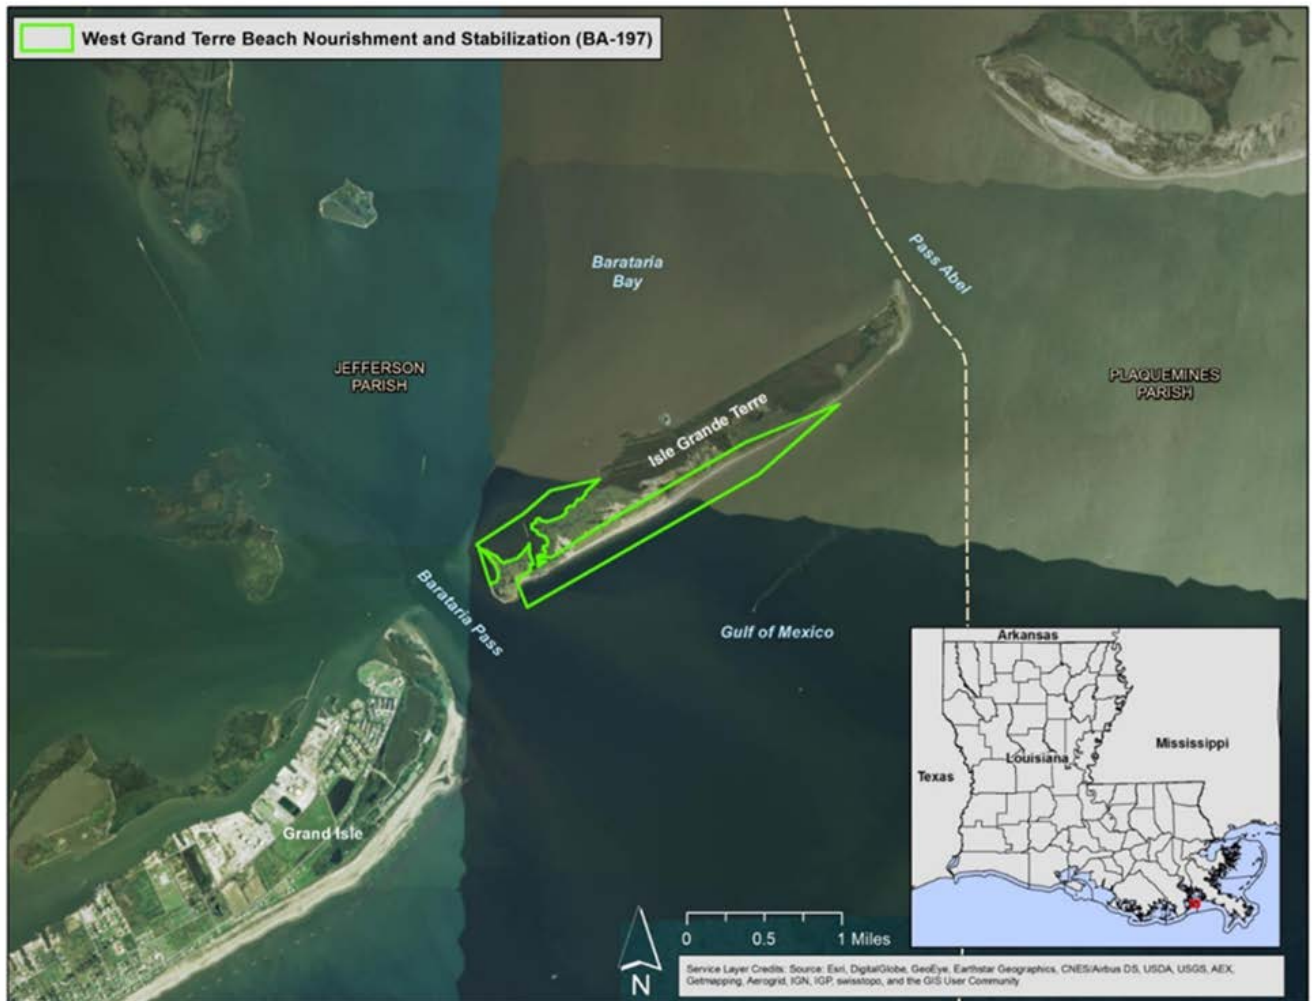 West Grand Terre Beach Nourishment and Stabilization (BA-197)
Barataria
Bay
Pass Abel
JEFFERSON
PARISH
PLAQUEMINES
PARISH
Isle Grande Terre
Barataria Pass
Gulf of Mexico
Grand Isle
Arkansas
Mississippi
Louisiana
Texas
0 0.5 1 Miles
N
Service Layer Credits: Source: Esri, DigitalGlobe, GeoEye, Earthstar Geographics, CNES/Airbus DS, USDA, USGS, AEX,
Getmapping, Aerogrid, IGN, IGP, swisstopo, and the GIS User Community